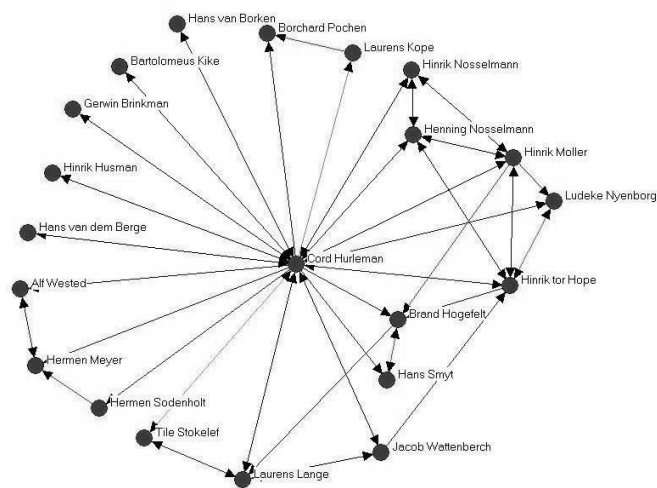 Hans van Borken
Borchard Pochen
Laurens Kope
Bartolomeus Kike
Hinrik Nosselmann
Gerwin Brinkman
Henning Nosselmann
Hinrik Moller
Hinrik Husman
Ludeke Nyenborg
Hans van dem Berge
Cord Hurleman
Hinrik tor Hope
Alf Wested
Brand Hogefelt
Hermen Meyer
Hans Smyt
Hermen Sodenholt
Tile Stokelef
Jacob Wattenberch
Laurens Lange